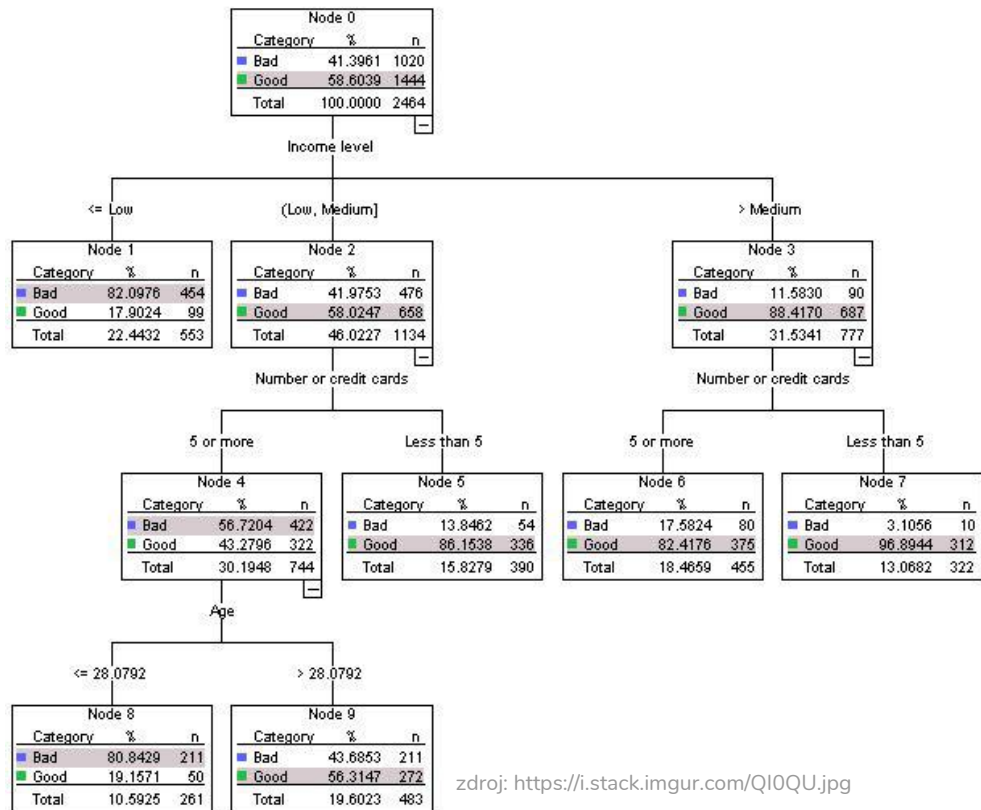 Node 0
Category % n
Bad 41.3961 1020
Good 58.6039 1444
Total 100.0000 2464
Income level
<= Low
(Low, Medium]
> Medium
Node 1
Category % n
Bad 82.0976 454
Good 17.9024 99
Total 22.4432 553
Node 2
Category % n
Bad 41.9753 476
Good 58.0247 658
Total 46.0227 1134
Node 3
Category % n
Bad 11.5830 90
Good 88.4170 687
Total 31.5341 777
Number or credit cards
Number or credit cards
5 or more
Less than 5
5 or more
Less than 5
Node 4
Category % n
Bad 56.7204 422
Good 43.2796 322
Total 30.1948 744
Node 5
Category % n
Bad 13.8462 54
Good 86.1538 336
Total 15.8279 390
Node 6
Category % n
Bad 17.5824 80
Good 82.4176 375
Total 18.4659 455
Node 7
Category % n
Bad 3.1056 10
Good 96.8944 312
Total 13.0682 322
Age
<= 28.0792
> 28.0792
Node 8
Category % n
Bad 80.8429 211
Good 19.1571 50
Total 10.5925 261
Node 9
Category % n
Bad 43.6853 211
Good 56.3147 272
Total 19.6023 483
zdroj: https://i.stack.imgur.com/QI0QU.jpg